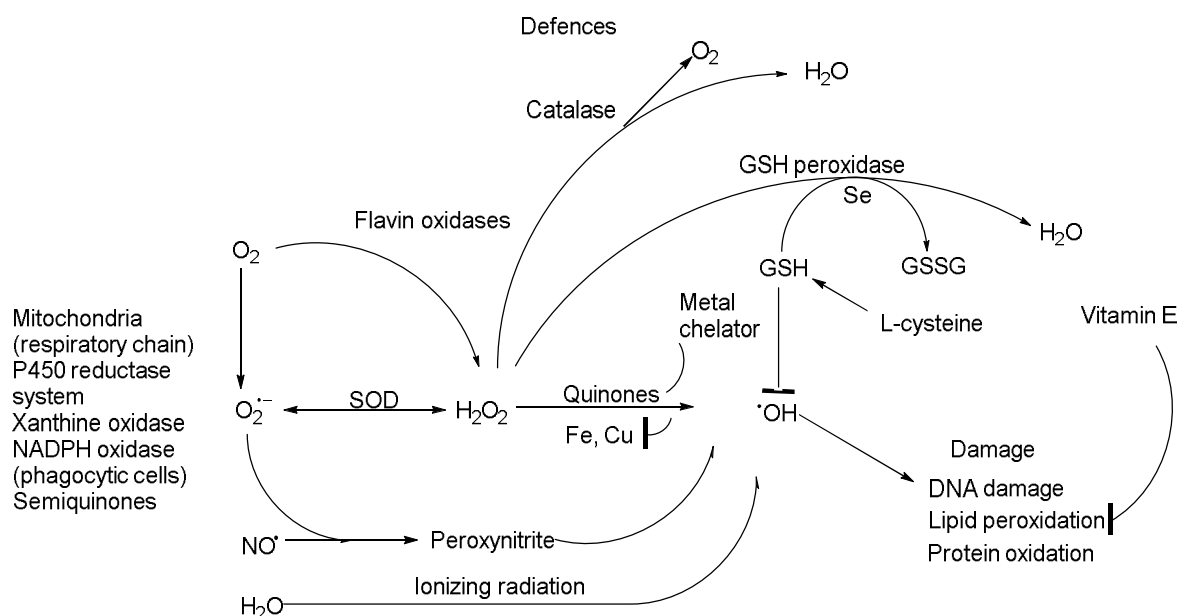 Defences
O₂
H₂O
Catalase
GSH peroxidase
Se
Flavin oxidases
O₂
H₂O
GSH
GSSG
Metal
chelator
L-cysteine
Vitamin E
Mitochondria
(respiratory chain)
P450 reductase
system
Xanthine oxidase
NADPH oxidase
(phagocytic cells)
Semiquinones
O₂•−
SOD
H₂O₂
Quinones
Fe, Cu
•OH
Damage
DNA damage
Lipid peroxidation
Protein oxidation
NO•
Peroxynitrite
Ionizing radiation
H₂O